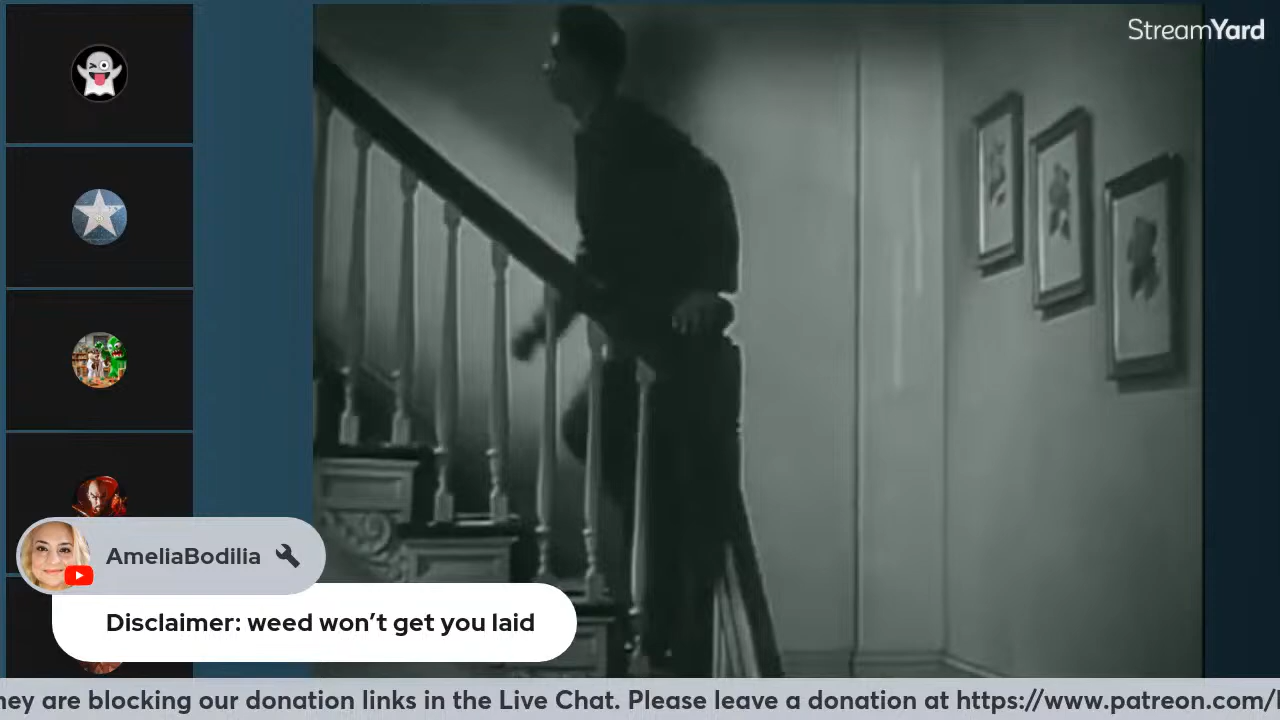 StreamYard
AmeliaBodilia
Disclaimer: weed won’t get you laid
hey are blocking our donation links in the Live Chat. Please leave a donation at https://www.patreon.com/